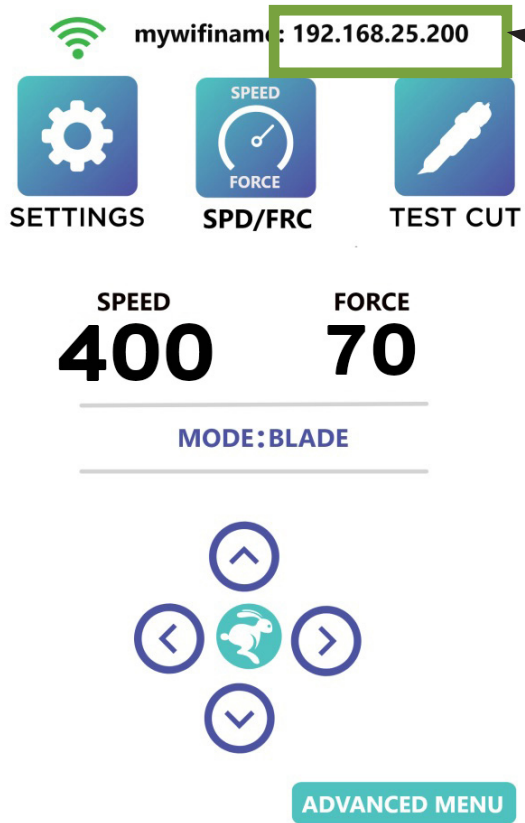 mywifiname: 192.168.25.200
SPEED
FORCE
SETTINGS
SPD/FRC
TEST CUT
SPEED FORCE
400 70
MODE:BLADE
ADVANCED MENU